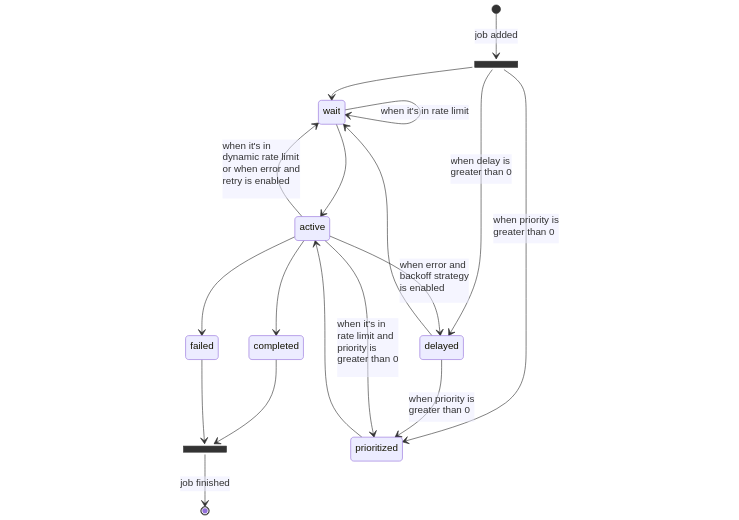 job added
wait
when it's in rate limit
when it's in
dynamic rate limit
or when error and
retry is enabled
when delay is
greater than 0
when priority is
greater than 0
active
when error and
backoff strategy
is enabled
when it's in
rate limit and
priority is
greater than 0
failed
completed
delayed
when priority is
greater than 0
prioritized
job finished